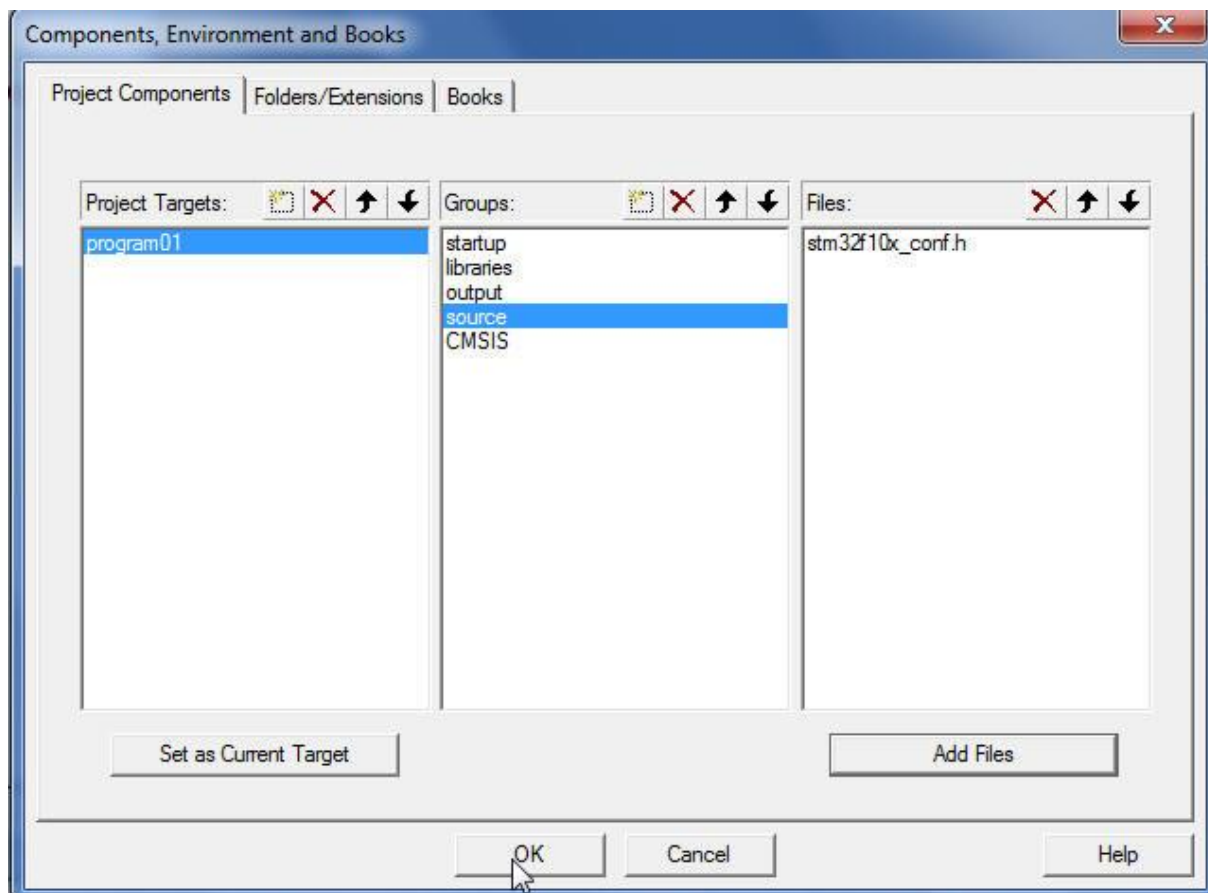 Components, Environment and Books
Project Components Folders/Extensions Books
Project Targets: Groups: Files:
program01 startup stm32f10x_conf.h
libraries
output
source
CMSIS
Set as Current Target Add Files
OK Cancel Help